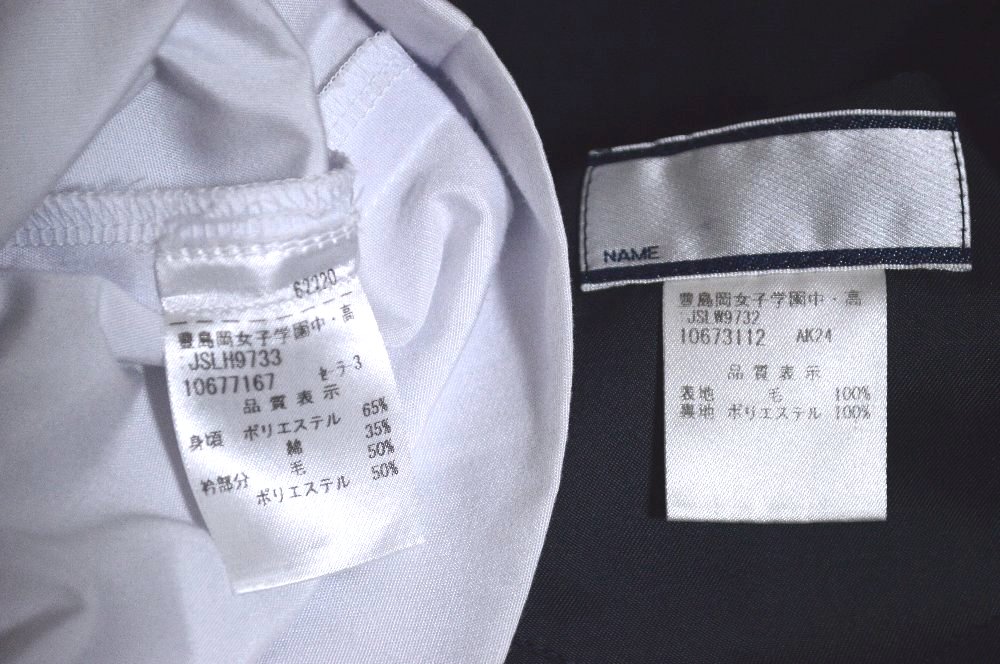 62220
豊島岡女子学園中・高
JSLH9733
10677167 セラ-3
品質表示
身頃 ポリエステル 65%
綿 35%
衿部分 毛 50%
ポリエステル 50%
NAME
豊島岡女子学園中・高
JSLW9732
10673112 AK24
品質表示
表地 毛 100%
裏地 ポリエステル 100%